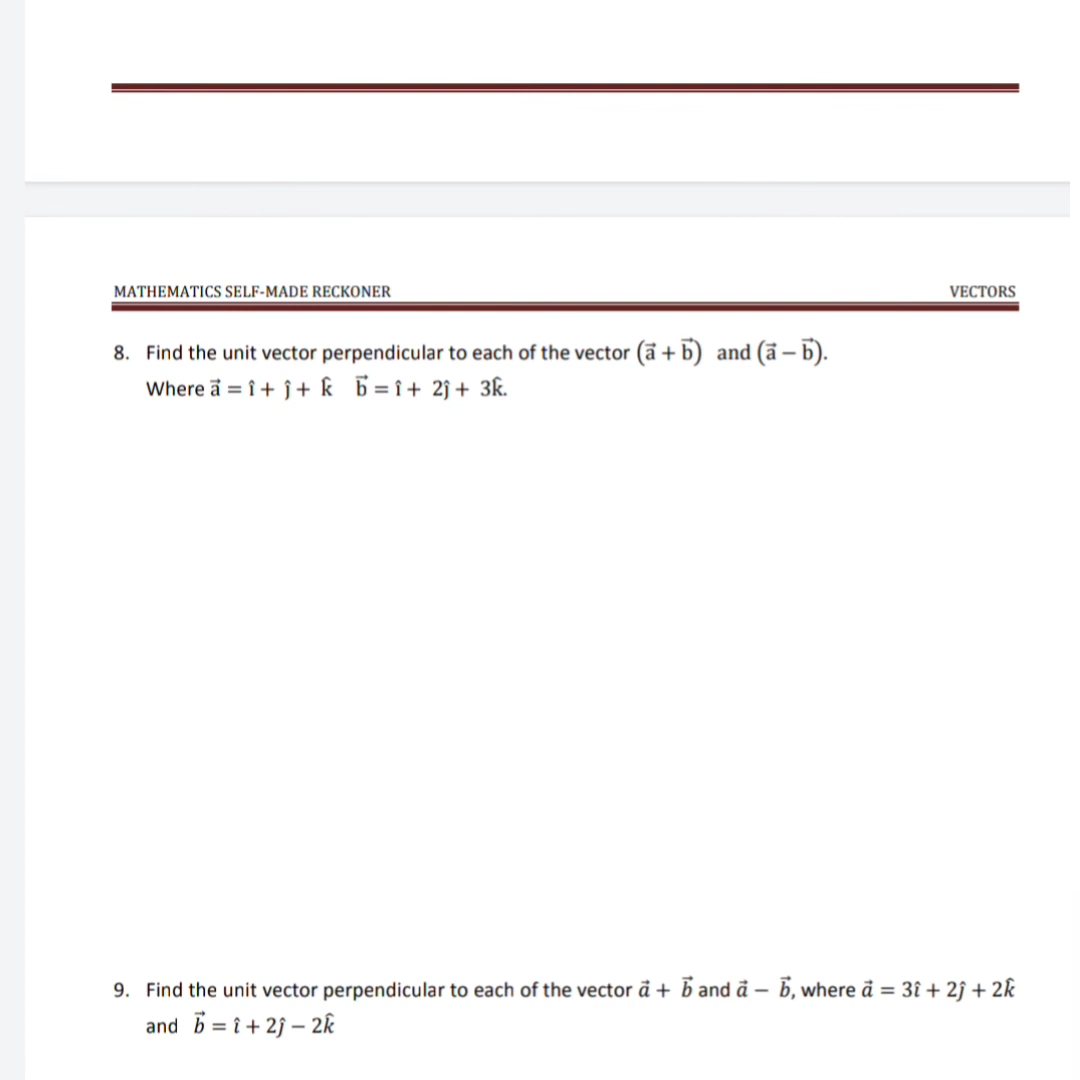 MATHEMATICS SELF-MADE RECKONER VECTORS
8. Find the unit vector perpendicular to each of the vector (a⃗ + b⃗) and (a⃗ – b⃗).
Where a⃗ = î + ĵ + k̂ b⃗ = î + 2ĵ + 3k̂.
9. Find the unit vector perpendicular to each of the vector a⃗ + b⃗ and a⃗ – b⃗, where a⃗ = 3î + 2ĵ + 2k̂
and b⃗ = î + 2ĵ – 2k̂